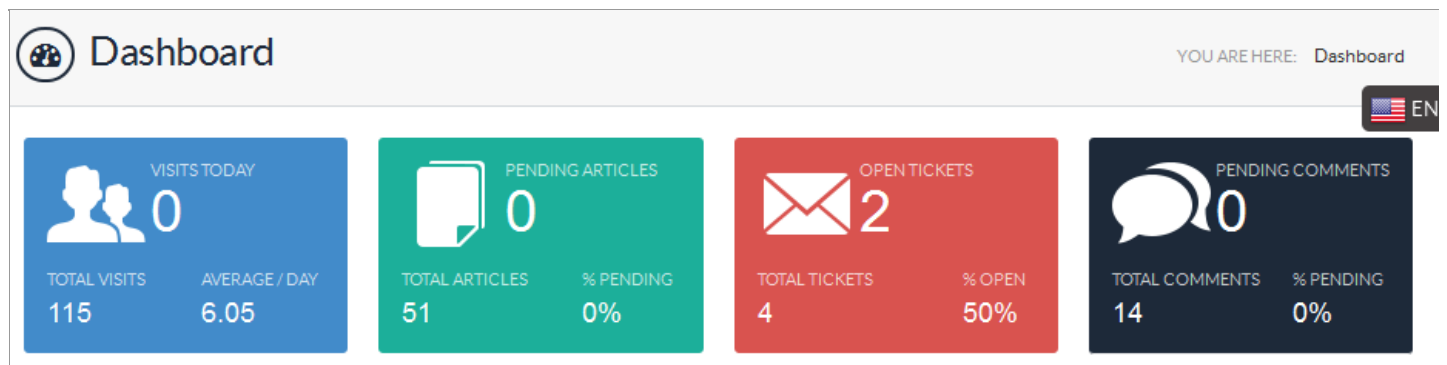 Dashboard
YOU ARE HERE: Dashboard
EN
VISITS TODAY
0
TOTAL VISITS AVERAGE / DAY
115 6.05
PENDING ARTICLES
0
TOTAL ARTICLES % PENDING
51 0%
OPEN TICKETS
2
TOTAL TICKETS % OPEN
4 50%
PENDING COMMENTS
0
TOTAL COMMENTS % PENDING
14 0%